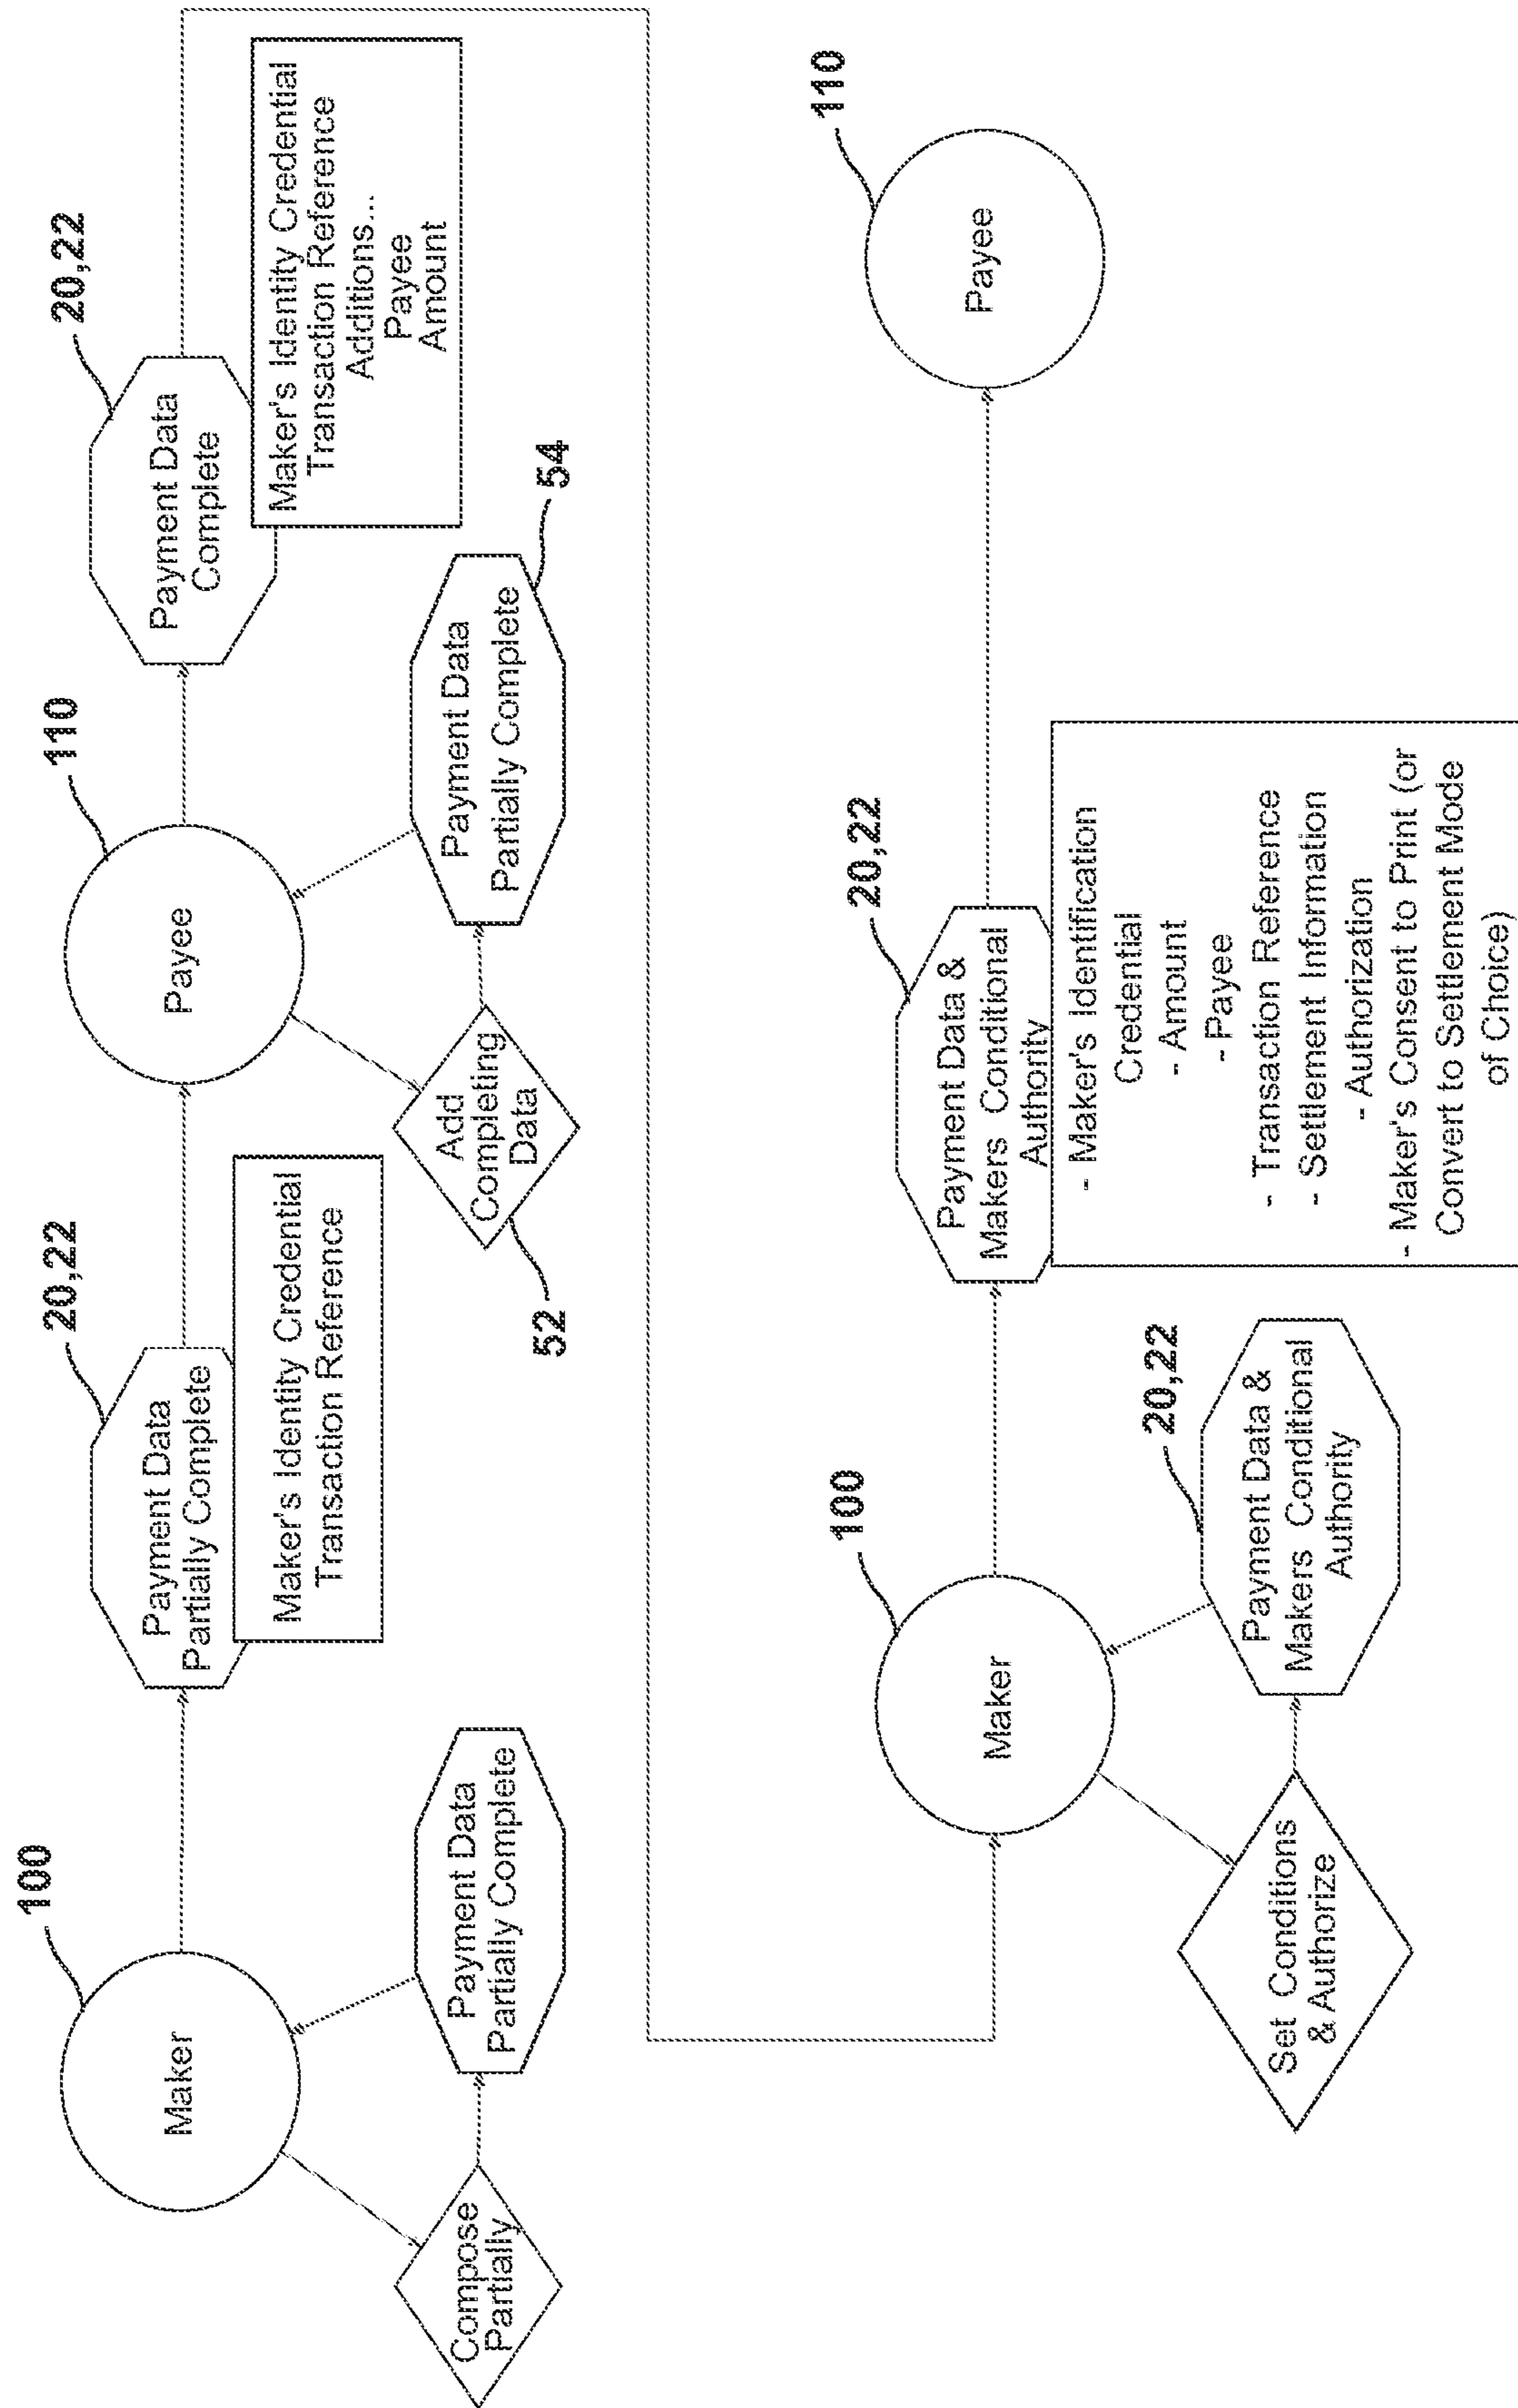 100
Maker
Compose
Partially
Payment Data
Partially Complete
20,22
Payment Data
Partially Complete
Maker's Identity Credential
Transaction Reference
110
Payee
Add
Completing
Data
52
Payment Data
Partially Complete
54
20,22
Payment Data
Complete
Maker's Identity Credential
Transaction Reference
Additions...
Payee
Amount
100
Maker
Set Conditions
& Authorize
20,22
Payment Data &
Makers Conditional
Authority
20,22
Payment Data &
Makers Conditional
Authority
- Maker's Identification
Credential
- Amount
-Payee
- Transaction Reference
- Settlement Information
- Authorization
- Maker's Consent to Print (or
Convert to Settlement Mode
of Choice)
110
Payee